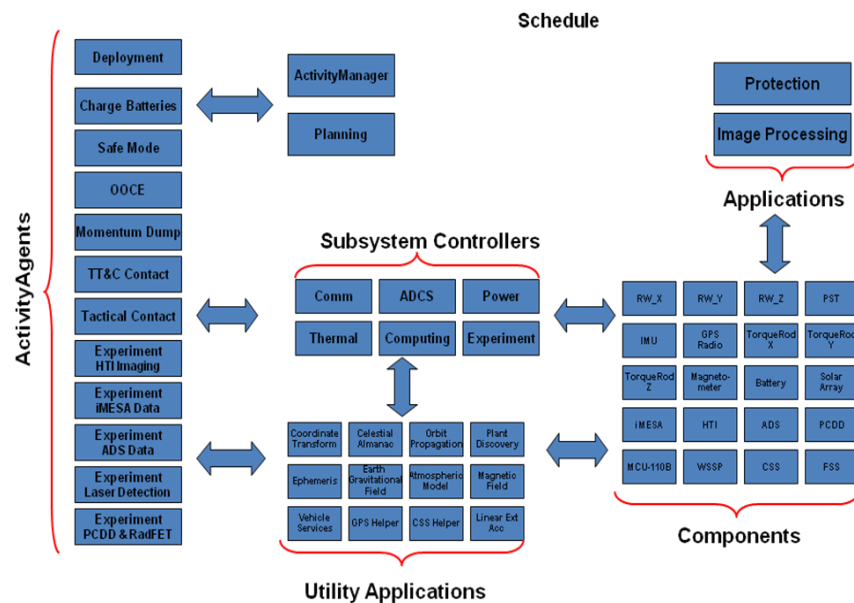 Schedule
Deployment
Charge Batteries
Safe Mode
OOCE
Momentum Dump
TT&C Contact
Tactical Contact
Experiment
HTI Imaging
Experiment
iMESA Data
Experiment
ADS Data
Experiment
Laser Detection
Experiment
PCDD & RadFET
ActivityAgents
ActivityManager
Planning
Protection
Image Processing
Applications
Subsystem Controllers
Comm
ADCS
Power
Thermal
Computing
Experiment
Coordinate
Transform
Celestial
Almanac
Orbit
Propagation
Plant
Discovery
Ephemeris
Earth
Gravitational
Field
Atmospheric
Model
Magnetic
Field
Vehicle
Services
GPS Helper
CSS Helper
Linear Ext
Acc
Utility Applications
RW_X
RW_Y
RW_Z
PST
IMU
GPS
Radio
TorqueRod
X
TorqueRod
Y
TorqueRod
Z
Magneto-
meter
Battery
Solar
Array
iMESA
HTI
ADS
PCDD
MCU-110B
WSSP
CSS
FSS
Components